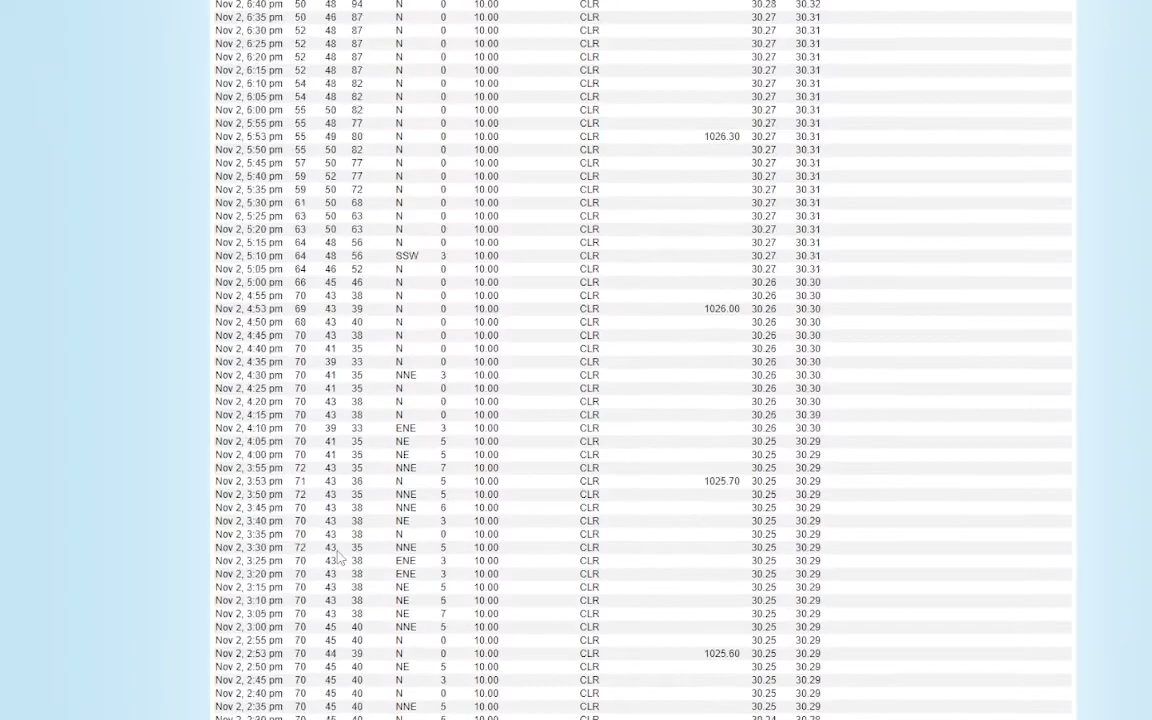 Nov 2, 6:40 pm 50 48 94 N 0 10.00 CLR 30.28 30.32
Nov 2, 6:35 pm 50 46 87 N 0 10.00 CLR 30.27 30.31
Nov 2, 6:30 pm 52 48 87 N 0 10.00 CLR 30.27 30.31
Nov 2, 6:25 pm 52 48 87 N 0 10.00 CLR 30.27 30.31
Nov 2, 6:20 pm 52 48 87 N 0 10.00 CLR 30.27 30.31
Nov 2, 6:15 pm 52 48 87 N 0 10.00 CLR 30.27 30.31
Nov 2, 6:10 pm 54 48 82 N 0 10.00 CLR 30.27 30.31
Nov 2, 6:05 pm 54 48 82 N 0 10.00 CLR 30.27 30.31
Nov 2, 6:00 pm 55 50 82 N 0 10.00 CLR 30.27 30.31
Nov 2, 5:55 pm 55 48 77 N 0 10.00 CLR 30.27 30.31
Nov 2, 5:53 pm 55 49 80 N 0 10.00 CLR 1026.30 30.27 30.31
Nov 2, 5:50 pm 55 50 82 N 0 10.00 CLR 30.27 30.31
Nov 2, 5:45 pm 57 50 77 N 0 10.00 CLR 30.27 30.31
Nov 2, 5:40 pm 59 52 77 N 0 10.00 CLR 30.27 30.31
Nov 2, 5:35 pm 59 50 72 N 0 10.00 CLR 30.27 30.31
Nov 2, 5:30 pm 61 50 68 N 0 10.00 CLR 30.27 30.31
Nov 2, 5:25 pm 63 50 63 N 0 10.00 CLR 30.27 30.31
Nov 2, 5:20 pm 63 50 63 N 0 10.00 CLR 30.27 30.31
Nov 2, 5:15 pm 64 48 56 N 0 10.00 CLR 30.27 30.31
Nov 2, 5:10 pm 64 48 56 SSW 3 10.00 CLR 30.27 30.31
Nov 2, 5:05 pm 64 46 52 N 0 10.00 CLR 30.27 30.31
Nov 2, 5:00 pm 66 45 46 N 0 10.00 CLR 30.26 30.30
Nov 2, 4:55 pm 70 43 38 N 0 10.00 CLR 30.26 30.30
Nov 2, 4:53 pm 69 43 39 N 0 10.00 CLR 1026.00 30.26 30.30
Nov 2, 4:50 pm 68 43 40 N 0 10.00 CLR 30.26 30.30
Nov 2, 4:45 pm 70 43 38 N 0 10.00 CLR 30.26 30.30
Nov 2, 4:40 pm 70 41 35 N 0 10.00 CLR 30.26 30.30
Nov 2, 4:35 pm 70 39 33 N 0 10.00 CLR 30.26 30.30
Nov 2, 4:30 pm 70 41 35 NNE 3 10.00 CLR 30.26 30.30
Nov 2, 4:25 pm 70 41 35 N 0 10.00 CLR 30.26 30.30
Nov 2, 4:20 pm 70 43 38 N 0 10.00 CLR 30.26 30.30
Nov 2, 4:15 pm 70 43 38 N 0 10.00 CLR 30.26 30.30
Nov 2, 4:10 pm 70 39 33 ENE 3 10.00 CLR 30.26 30.30
Nov 2, 4:05 pm 70 41 35 NE 5 10.00 CLR 30.25 30.29
Nov 2, 4:00 pm 70 41 35 NE 5 10.00 CLR 30.25 30.29
Nov 2, 3:55 pm 72 43 35 NNE 7 10.00 CLR 30.25 30.29
Nov 2, 3:53 pm 71 43 36 N 5 10.00 CLR 1025.70 30.25 30.29
Nov 2, 3:50 pm 72 43 35 NNE 5 10.00 CLR 30.25 30.29
Nov 2, 3:45 pm 70 43 38 NNE 6 10.00 CLR 30.25 30.29
Nov 2, 3:40 pm 70 43 38 NE 3 10.00 CLR 30.25 30.29
Nov 2, 3:35 pm 70 43 38 N 0 10.00 CLR 30.25 30.29
Nov 2, 3:30 pm 72 43 35 NNE 5 10.00 CLR 30.25 30.29
Nov 2, 3:25 pm 70 43 38 ENE 3 10.00 CLR 30.25 30.29
Nov 2, 3:20 pm 70 43 38 ENE 3 10.00 CLR 30.25 30.29
Nov 2, 3:15 pm 70 43 38 NE 5 10.00 CLR 30.25 30.29
Nov 2, 3:10 pm 70 43 38 NE 5 10.00 CLR 30.25 30.29
Nov 2, 3:05 pm 70 43 38 NE 7 10.00 CLR 30.25 30.29
Nov 2, 3:00 pm 70 45 40 NNE 5 10.00 CLR 30.25 30.29
Nov 2, 2:55 pm 70 45 40 N 0 10.00 CLR 30.25 30.29
Nov 2, 2:53 pm 70 44 39 N 0 10.00 CLR 1025.60 30.25 30.29
Nov 2, 2:50 pm 70 45 40 NE 5 10.00 CLR 30.25 30.29
Nov 2, 2:45 pm 70 45 40 N 3 10.00 CLR 30.25 30.29
Nov 2, 2:40 pm 70 45 40 N 0 10.00 CLR 30.25 30.29
Nov 2, 2:35 pm 70 45 40 NNE 5 10.00 CLR 30.25 30.29